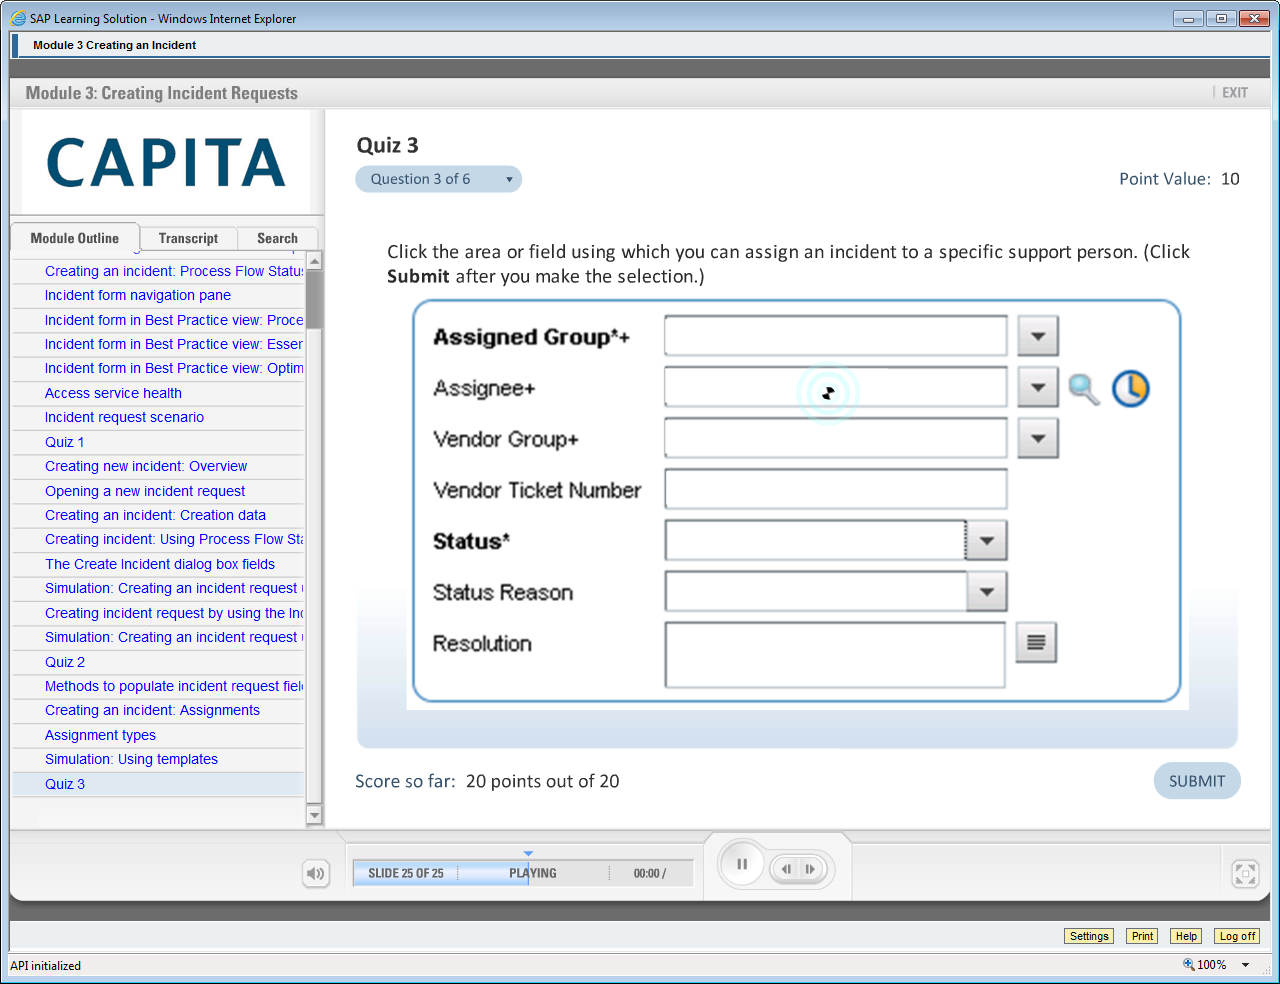 SAP Learning Solution - Windows Internet Explorer
Module 3 Creating an Incident
Module 3: Creating Incident Requests
EXIT
CAPITA
Module Outline
Transcript
Search
Creating an incident: Process Flow Status
Incident form navigation pane
Incident form in Best Practice view: Proce
Incident form in Best Practice view: Essen
Incident form in Best Practice view: Optim
Access service health
Incident request scenario
Quiz 1
Creating new incident: Overview
Opening a new incident request
Creating an incident: Creation data
Creating incident: Using Process Flow Sta
The Create Incident dialog box fields
Simulation: Creating an incident request u
Creating incident request by using the Inc
Simulation: Creating an incident request u
Quiz 2
Methods to populate incident request field
Creating an incident: Assignments
Assignment types
Simulation: Using templates
Quiz 3
Quiz 3
Question 3 of 6
Point Value: 10
Click the area or field using which you can assign an incident to a specific support person. (Click
Submit after you make the selection.)
Assigned Group*+
Assignee+
Vendor Group+
Vendor Ticket Number
Status*
Status Reason
Resolution
Score so far: 20 points out of 20
SUBMIT
SLIDE 25 OF 25
PLAYING
00:00 /
Settings
Print
Help
Log off
API initialized
100%